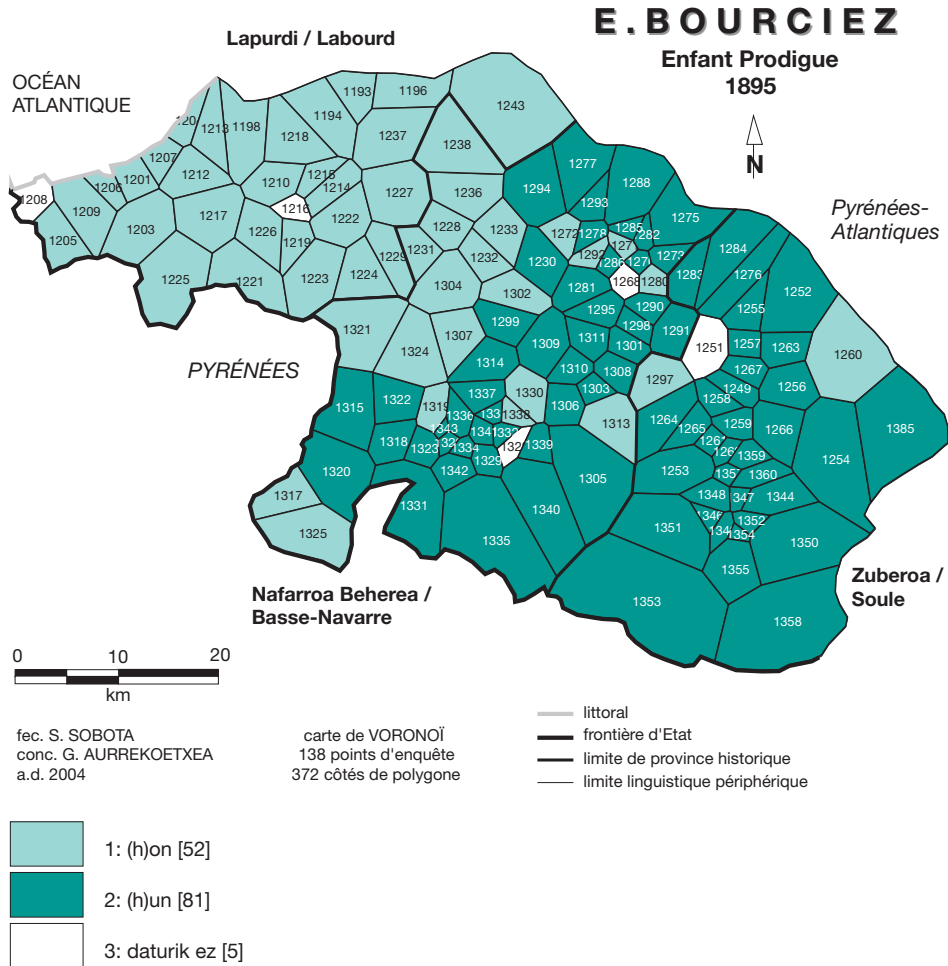 E.BOURCIEZ
Enfant Prodigue
1895
N
Lapurdi / Labourd
OCÉAN
ATLANTIQUE
Pyrénées-
Atlantiques
PYRÉNÉES
Nafarroa Beherea /
Basse-Navarre
Zuberoa /
Soule
1193 1196 1243
1213 1198 1218 1194 1237 1238
1207 1212 1210 1215 1214 1227 1236
1208 1206 1201 1216 1222
1209 1203 1217 1226 1219 1229 1231 1228 1233
1205 1225 1221 1223 1224 1304 1232 1302
1277 1294 1293 1288 1275
1272 1278 1285 1273 1284
1230 1292 1268 1280 1283 1276 1252
1281 1295 1290 1298 1291 1255
1321 1324 1307 1299 1309 1311 1301 1251 1257 1263 1260
1314 1310 1308 1297 1267 1256
1315 1322 1319 1337 1330 1306 1303 1258 1249
1336 1338 1313 1264 1265 1259 1266 1385
1318 1323 1343 1334 1339 1359 1254
1320 1342 1329 1305 1253 1360
1317 1331 1340 1348 1344
1325 1335 1351 1352 1354 1350
1355
1353 1358
0 10 20
km
fec. S. SOBOTA
conc. G. AURREKOETXEA
a.d. 2004
carte de VORONOÏ
138 points d'enquête
372 côtés de polygone
littoral
frontière d'Etat
limite de province historique
limite linguistique périphérique
1: (h)on [52]
2: (h)un [81]
3: daturik ez [5]